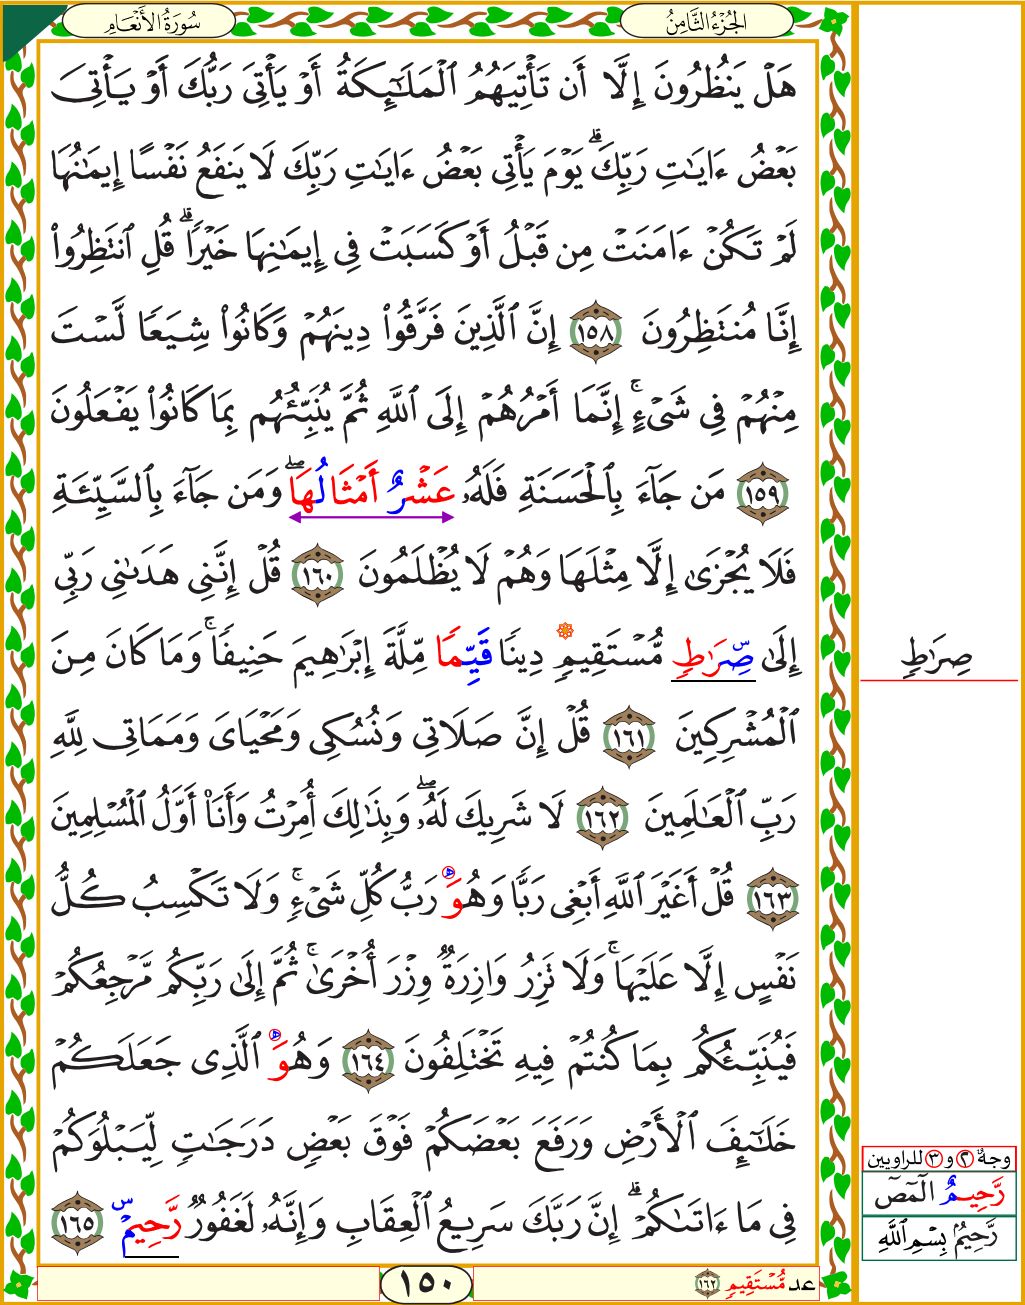 سُورَةُ الأَنْعَامِ
الجُزْءُ الثَّامِنُ
هَلْ يَنظُرُونَ إِلَّا أَن تَأْتِيَهُمُ ٱلْمَلَٰٓئِكَةُ أَوْ يَأْتِىَ رَبُّكَ أَوْ يَأْتِىَ
بَعْضُ ءَايَٰتِ رَبِّكَ ۗ يَوْمَ يَأْتِى بَعْضُ ءَايَٰتِ رَبِّكَ لَا يَنفَعُ نَفْسًا إِيمَٰنُهَا
لَمْ تَكُنْ ءَامَنَتْ مِن قَبْلُ أَوْ كَسَبَتْ فِى إِيمَٰنِهَا خَيْرًا ۗ قُلِ ٱنتَظِرُوا۟
إِنَّا مُنتَظِرُونَ ١٥٨ إِنَّ ٱلَّذِينَ فَرَّقُوا۟ دِينَهُمْ وَكَانُوا۟ شِيَعًا لَّسْتَ
مِنْهُمْ فِى شَىْءٍ ۚ إِنَّمَآ أَمْرُهُمْ إِلَى ٱللَّهِ ثُمَّ يُنَبِّئُهُم بِمَا كَانُوا۟ يَفْعَلُونَ
١٥٩ مَن جَآءَ بِٱلْحَسَنَةِ فَلَهُۥ عَشْرٌ أَمْثَالُهَا ۖ وَمَن جَآءَ بِٱلسَّيِّئَةِ
فَلَا يُجْزَىٰٓ إِلَّا مِثْلَهَا وَهُمْ لَا يُظْلَمُونَ ١٦٠ قُلْ إِنَّنِى هَدَىٰنِى رَبِّى
إِلَىٰ صِرَٰطٍ مُّسْتَقِيمٍ دِينًا قَيِّمًا مِّلَّةَ إِبْرَٰهِيمَ حَنِيفًا ۚ وَمَا كَانَ مِنَ
صِرَٰطٍ
ٱلْمُشْرِكِينَ ١٦١ قُلْ إِنَّ صَلَاتِى وَنُسُكِى وَمَحْيَاىَ وَمَمَاتِى لِلَّهِ
رَبِّ ٱلْعَٰلَمِينَ ١٦٢ لَا شَرِيكَ لَهُۥ ۖ وَبِذَٰلِكَ أُمِرْتُ وَأَنَا۠ أَوَّلُ ٱلْمُسْلِمِينَ
١٦٣ قُلْ أَغَيْرَ ٱللَّهِ أَبْغِى رَبًّا وَهُوَ رَبُّ كُلِّ شَىْءٍ ۚ وَلَا تَكْسِبُ كُلُّ
نَفْسٍ إِلَّا عَلَيْهَا ۚ وَلَا تَزِرُ وَازِرَةٌ وِزْرَ أُخْرَىٰ ۚ ثُمَّ إِلَىٰ رَبِّكُم مَّرْجِعُكُمْ
فَيُنَبِّئُكُم بِمَا كُنتُمْ فِيهِ تَخْتَلِفُونَ ١٦٤ وَهُوَ ٱلَّذِى جَعَلَكُمْ
خَلَٰٓئِفَ ٱلْأَرْضِ وَرَفَعَ بَعْضَكُمْ فَوْقَ بَعْضٍ دَرَجَٰتٍ لِّيَبْلُوَكُمْ
فِى مَآ ءَاتَىٰكُمْ ۗ إِنَّ رَبَّكَ سَرِيعُ ٱلْعِقَابِ وَإِنَّهُۥ لَغَفُورٌ رَّحِيمٌ ١٦٥
وجهٌ ٢ و ٣ للراويين
رَّحِيمٌ الٓمٓصٓ
رَّحِيمٌ بِسْمِ ٱللَّهِ
عد مُّسْتَقِيمٍ ١٦٢
١٥٠